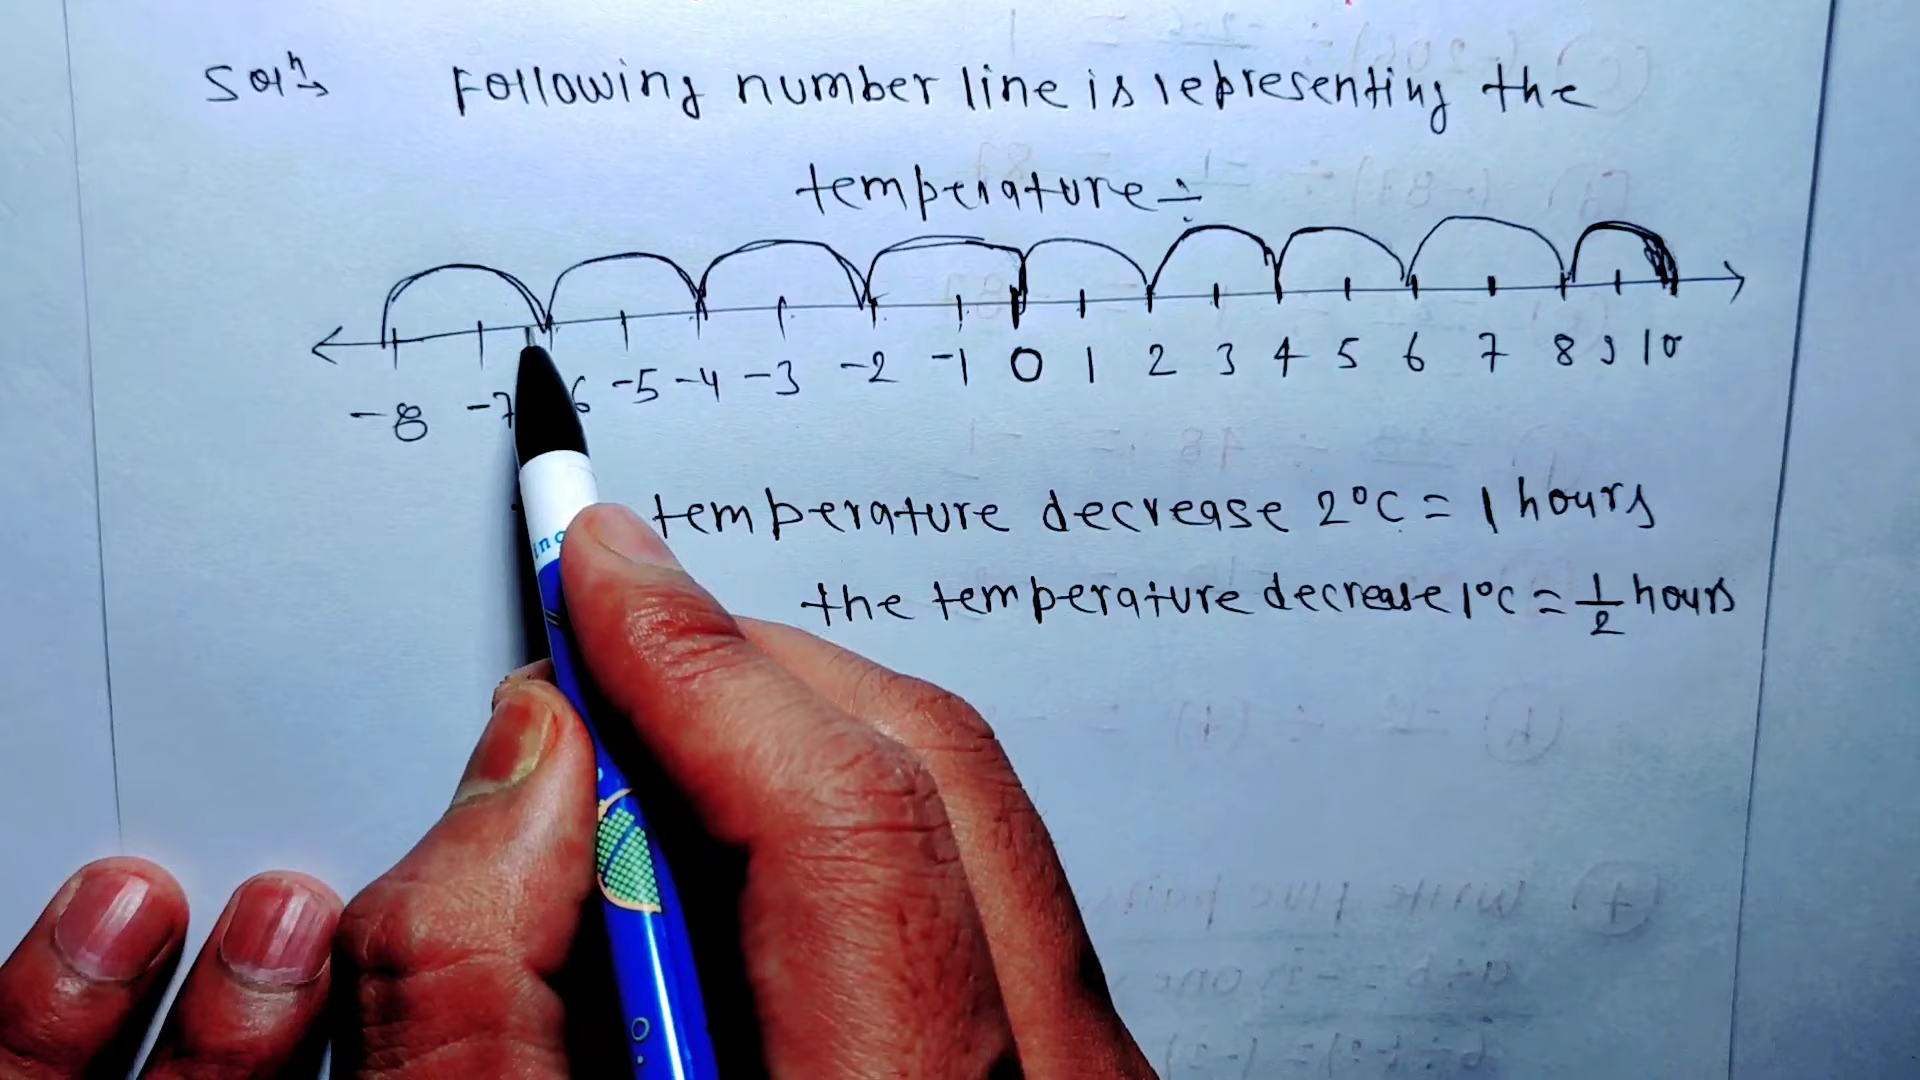 Solⁿ→ Following number line is representing the
temperature ÷
-8 -7 6 -5 -4 -3 -2 -1 0 1 2 3 4 5 6 7 8 9 10
temperature decrease 2°C = 1 hours
the temperature decrease 1°C = 1/2 hours